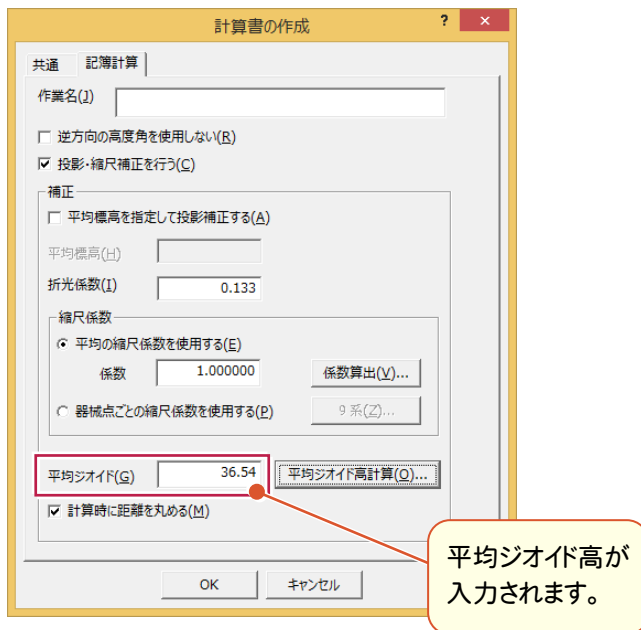 計算書の作成
?
×
共通 記簿計算
作業名(J)
逆方向の高度角を使用しない(R)
投影・縮尺補正を行う(C)
補正
平均標高を指定して投影補正する(A)
平均標高(H)
折光係数(I) 0.133
縮尺係数
平均の縮尺係数を使用する(E)
係数 1.000000 係数算出(V)...
器械点ごとの縮尺係数を使用する(P) 9 系(Z)...
平均ジオイド(G) 36.54 平均ジオイド高計算(O)...
計算時に距離を丸める(M)
平均ジオイド高が
入力されます。
OK キャンセル